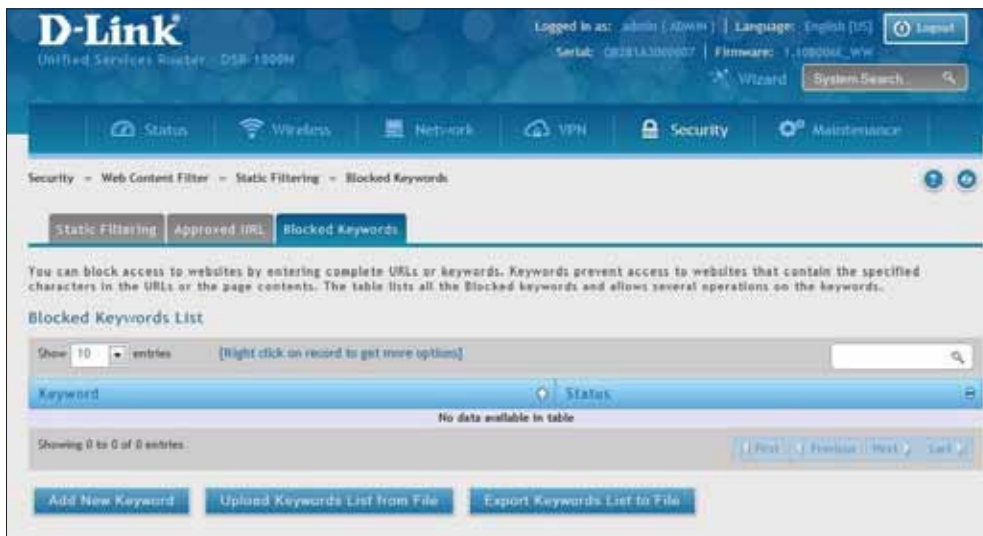 D-Link
Unified Services Router - DSR-1000N
Logged in as: admin [ ADMIN ] | Language: English [US]
Logout
Serial: | Firmware:
Wizard
System Search...
Status
Wireless
Network
VPN
Security
Maintenance
Security » Web Content Filter » Static Filtering » Blocked Keywords
Static Filtering
Approved URL
Blocked Keywords
You can block access to websites by entering complete URLs or keywords. Keywords prevent access to websites that contain the specified
characters in the URLs or the page contents. The table lists all the Blocked keywords and allows several operations on the keywords.
Blocked Keywords List
Show 10 entries [Right click on record to get more options]
Keyword Status
No data available in table
Showing 0 to 0 of 0 entries
First Previous Next Last
Add New Keyword
Upload Keywords List from File
Export Keywords List to File